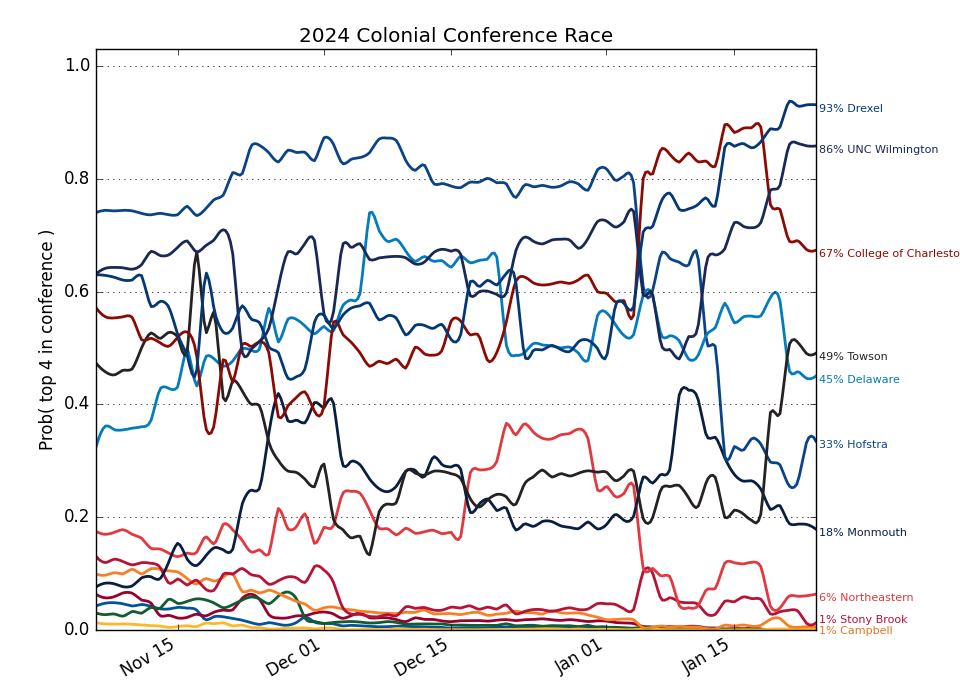 2024 Colonial Conference Race
Prob( top 4 in conference )
1.0
0.8
0.6
0.4
0.2
0.0
Nov 15
Dec 01
Dec 15
Jan 01
Jan 15
93% Drexel
86% UNC Wilmington
67% College of Charlesto
49% Towson
45% Delaware
33% Hofstra
18% Monmouth
6% Northeastern
1% Stony Brook
1% Campbell